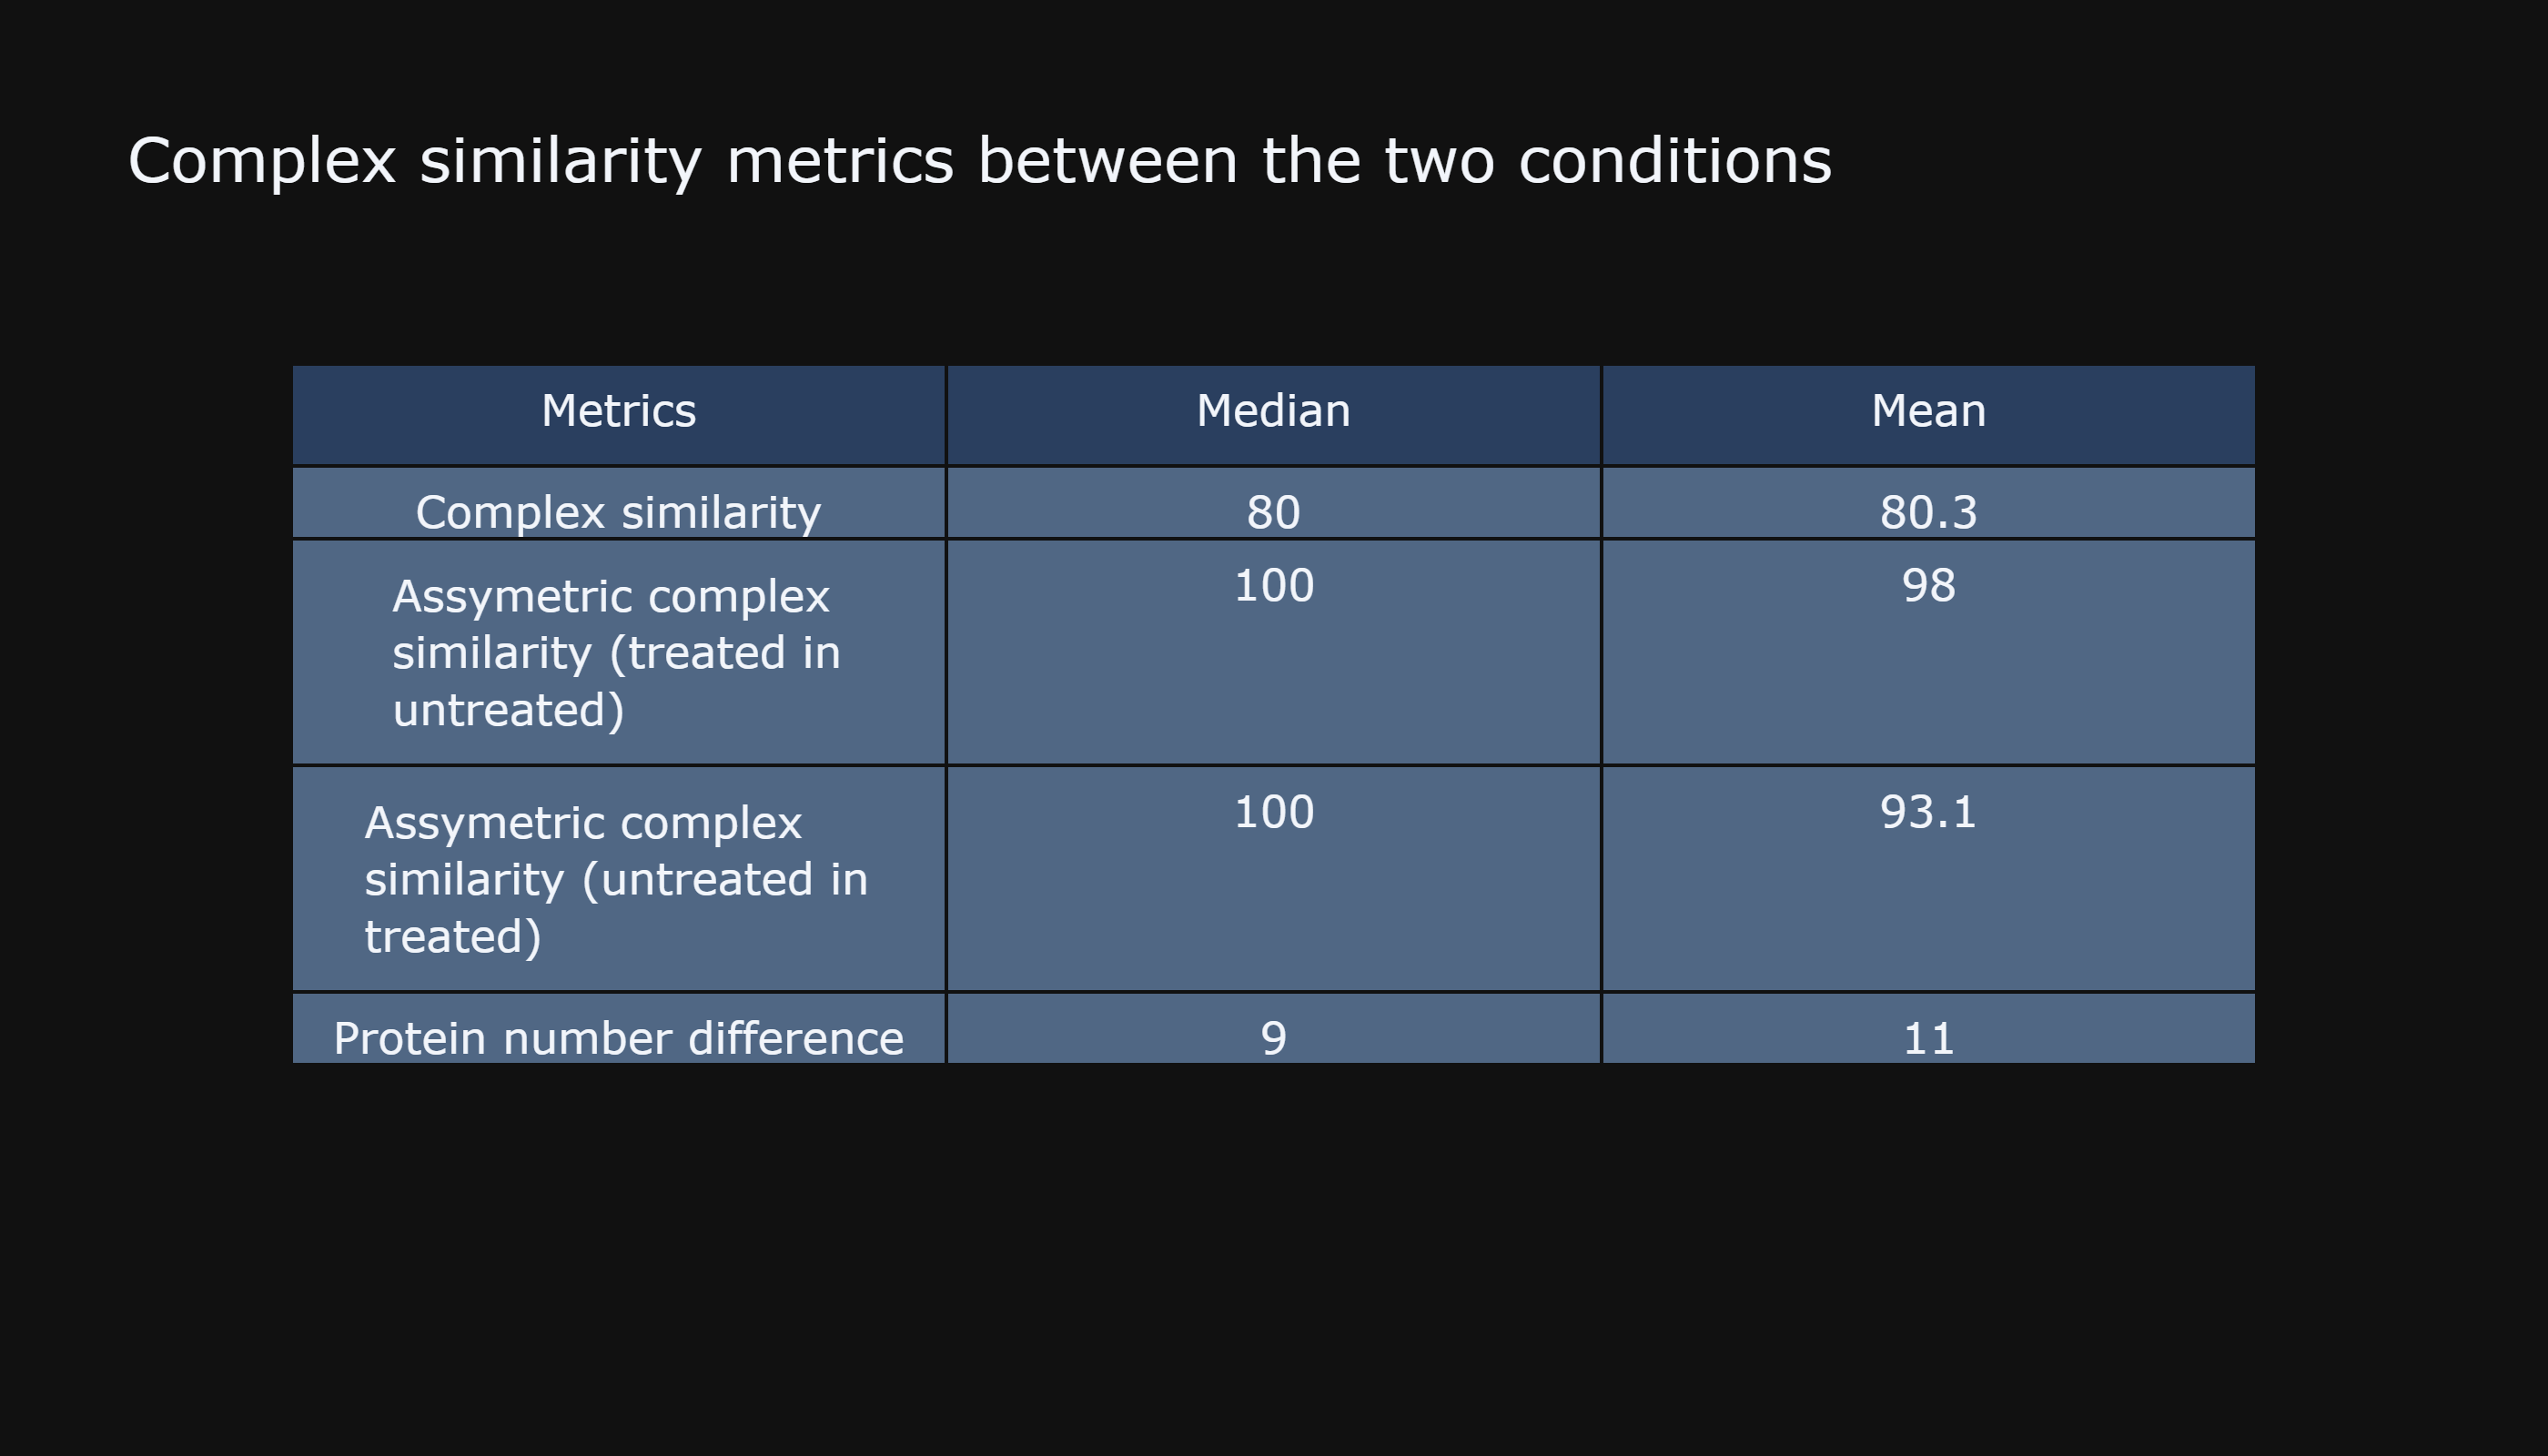 Complex similarity metrics between the two conditions
Metrics Median Mean
Complex similarity 80 80.3
Assymetric complex
similarity (treated in
untreated)
100 98
Assymetric complex
similarity (untreated in
treated)
100 93.1
Protein number difference 9 11